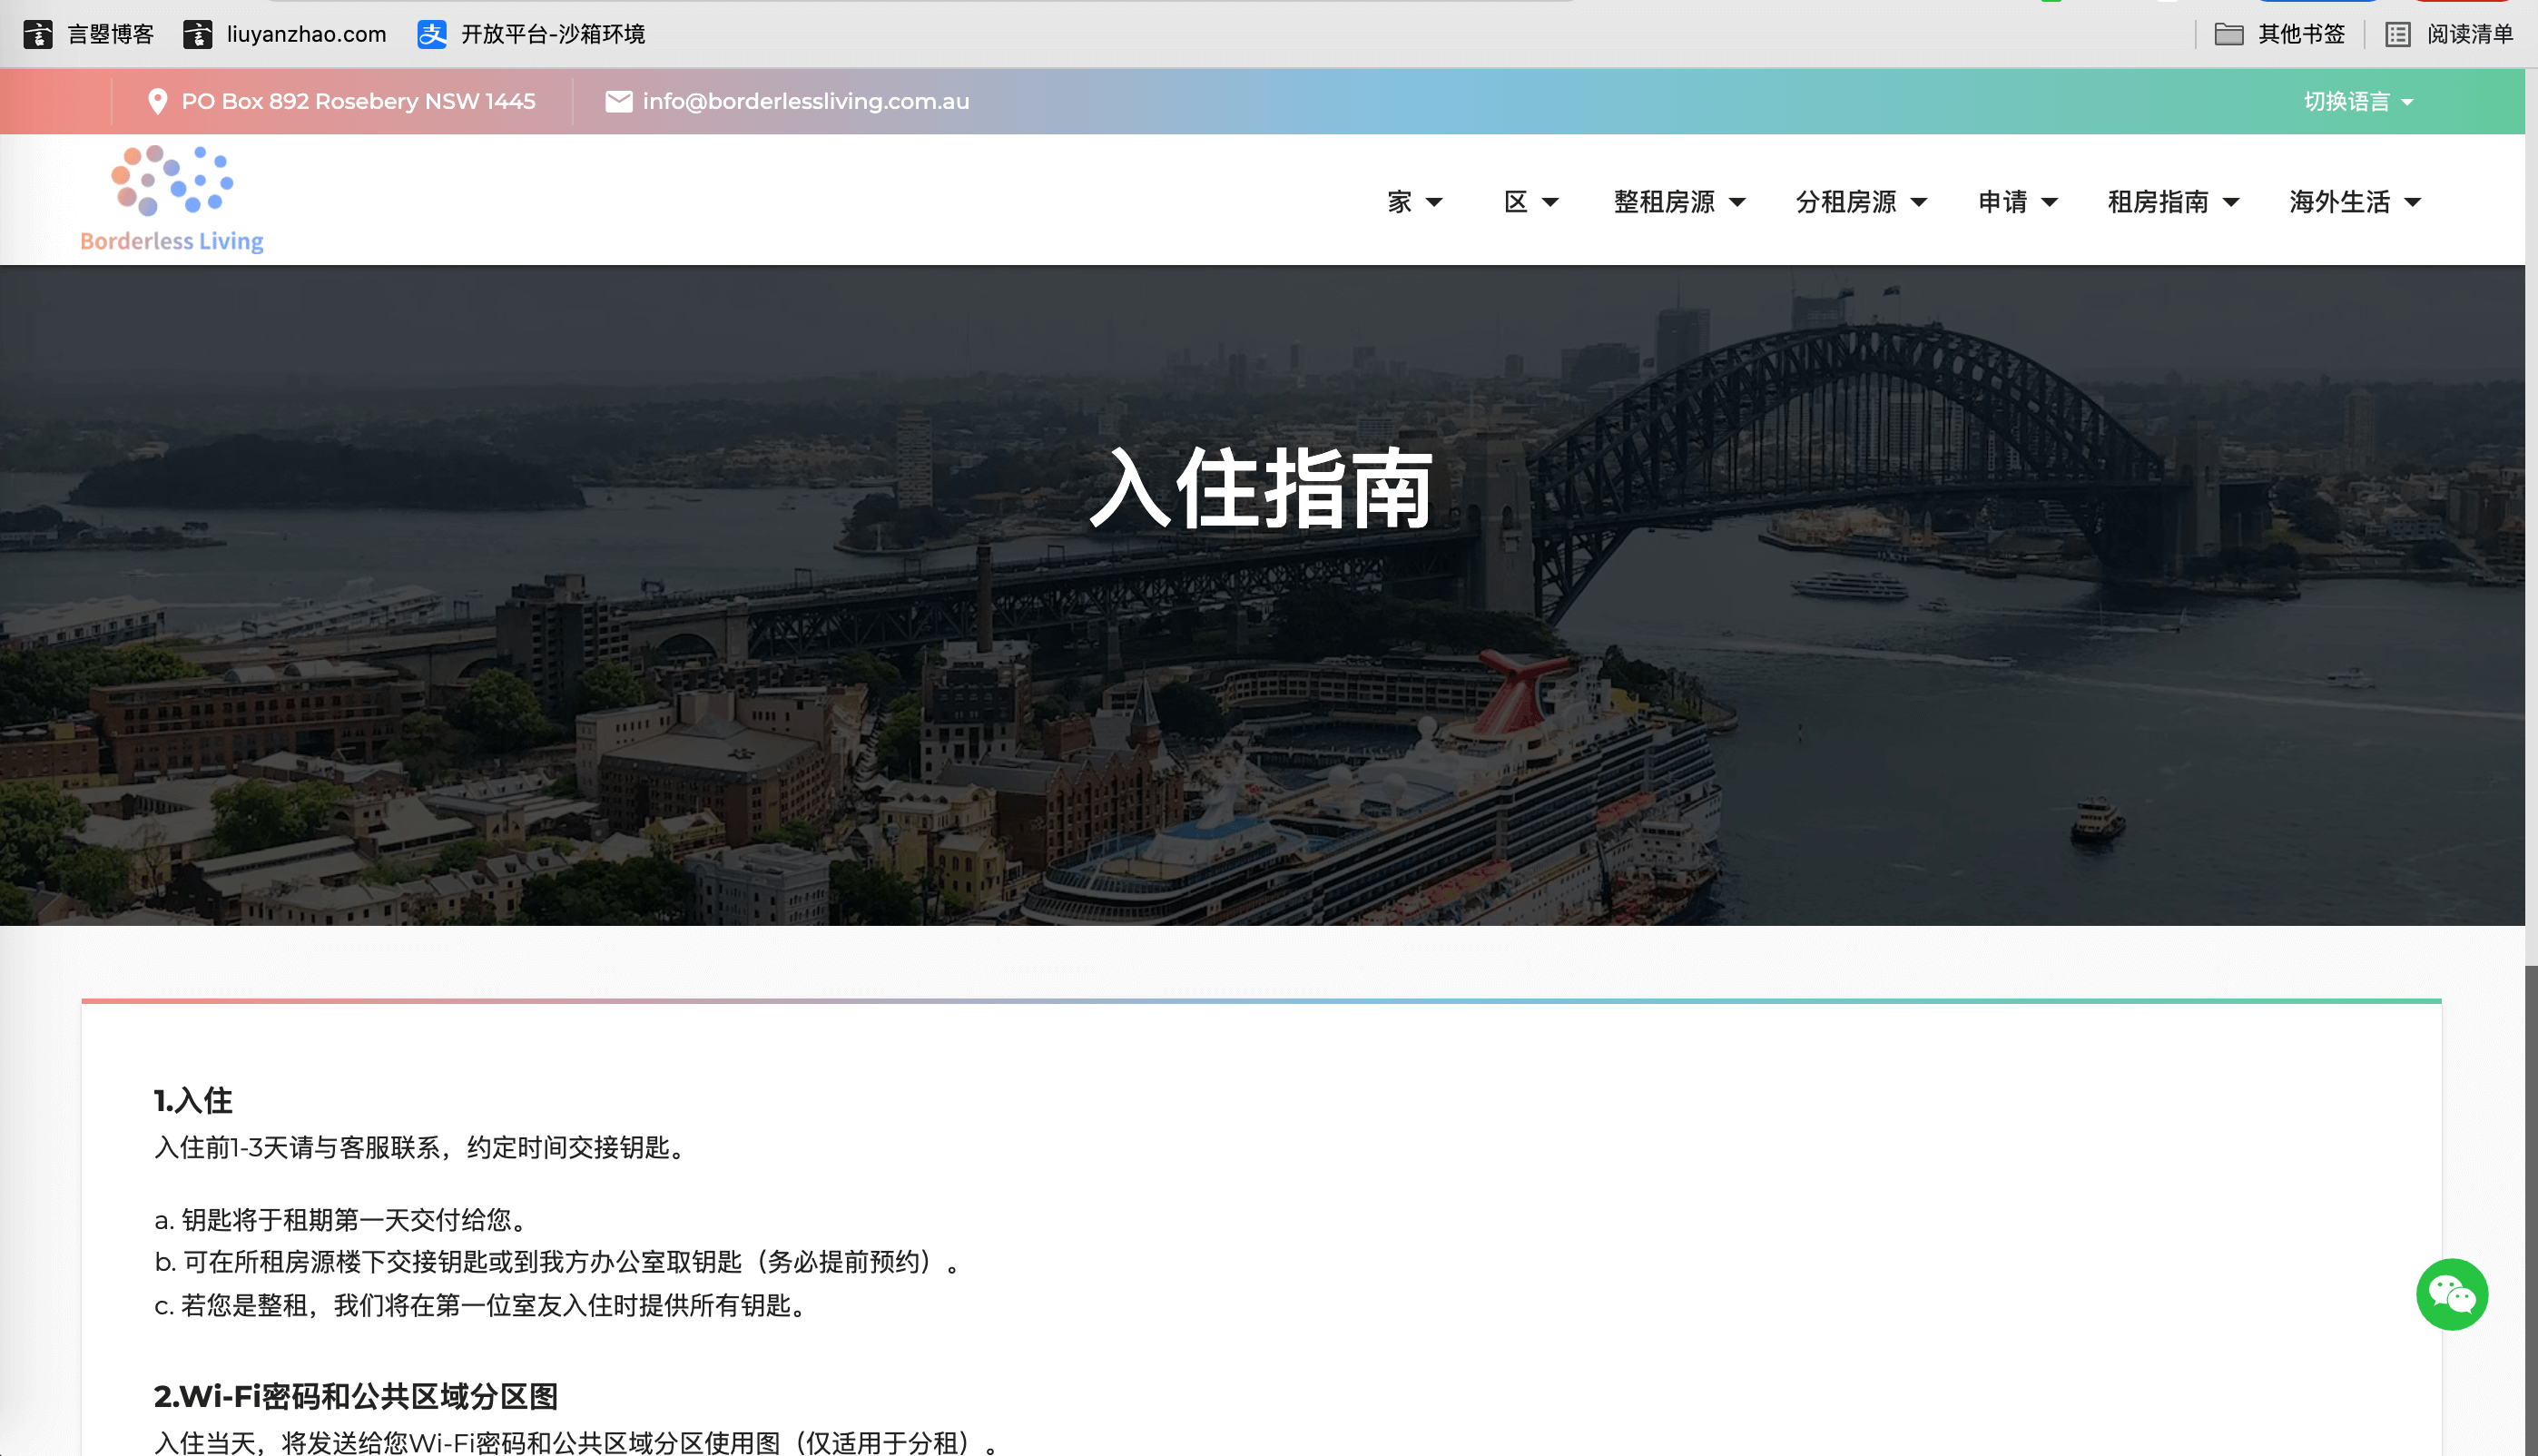 言曌博客 liuyanzhao.com 开放平台-沙箱环境 其他书签 阅读清单
PO Box 892 Rosebery NSW 1445 info@borderlessliving.com.au 切换语言
Borderless Living
家 区 整租房源 分租房源 申请 租房指南 海外生活
入住指南
1.入住
入住前1-3天请与客服联系，约定时间交接钥匙。
a. 钥匙将于租期第一天交付给您。
b. 可在所租房源楼下交接钥匙或到我方办公室取钥匙（务必提前预约）。
c. 若您是整租，我们将在第一位室友入住时提供所有钥匙。
2.Wi-Fi密码和公共区域分区图
入住当天，将发送给您Wi-Fi密码和公共区域分区使用图（仅适用于分租）。